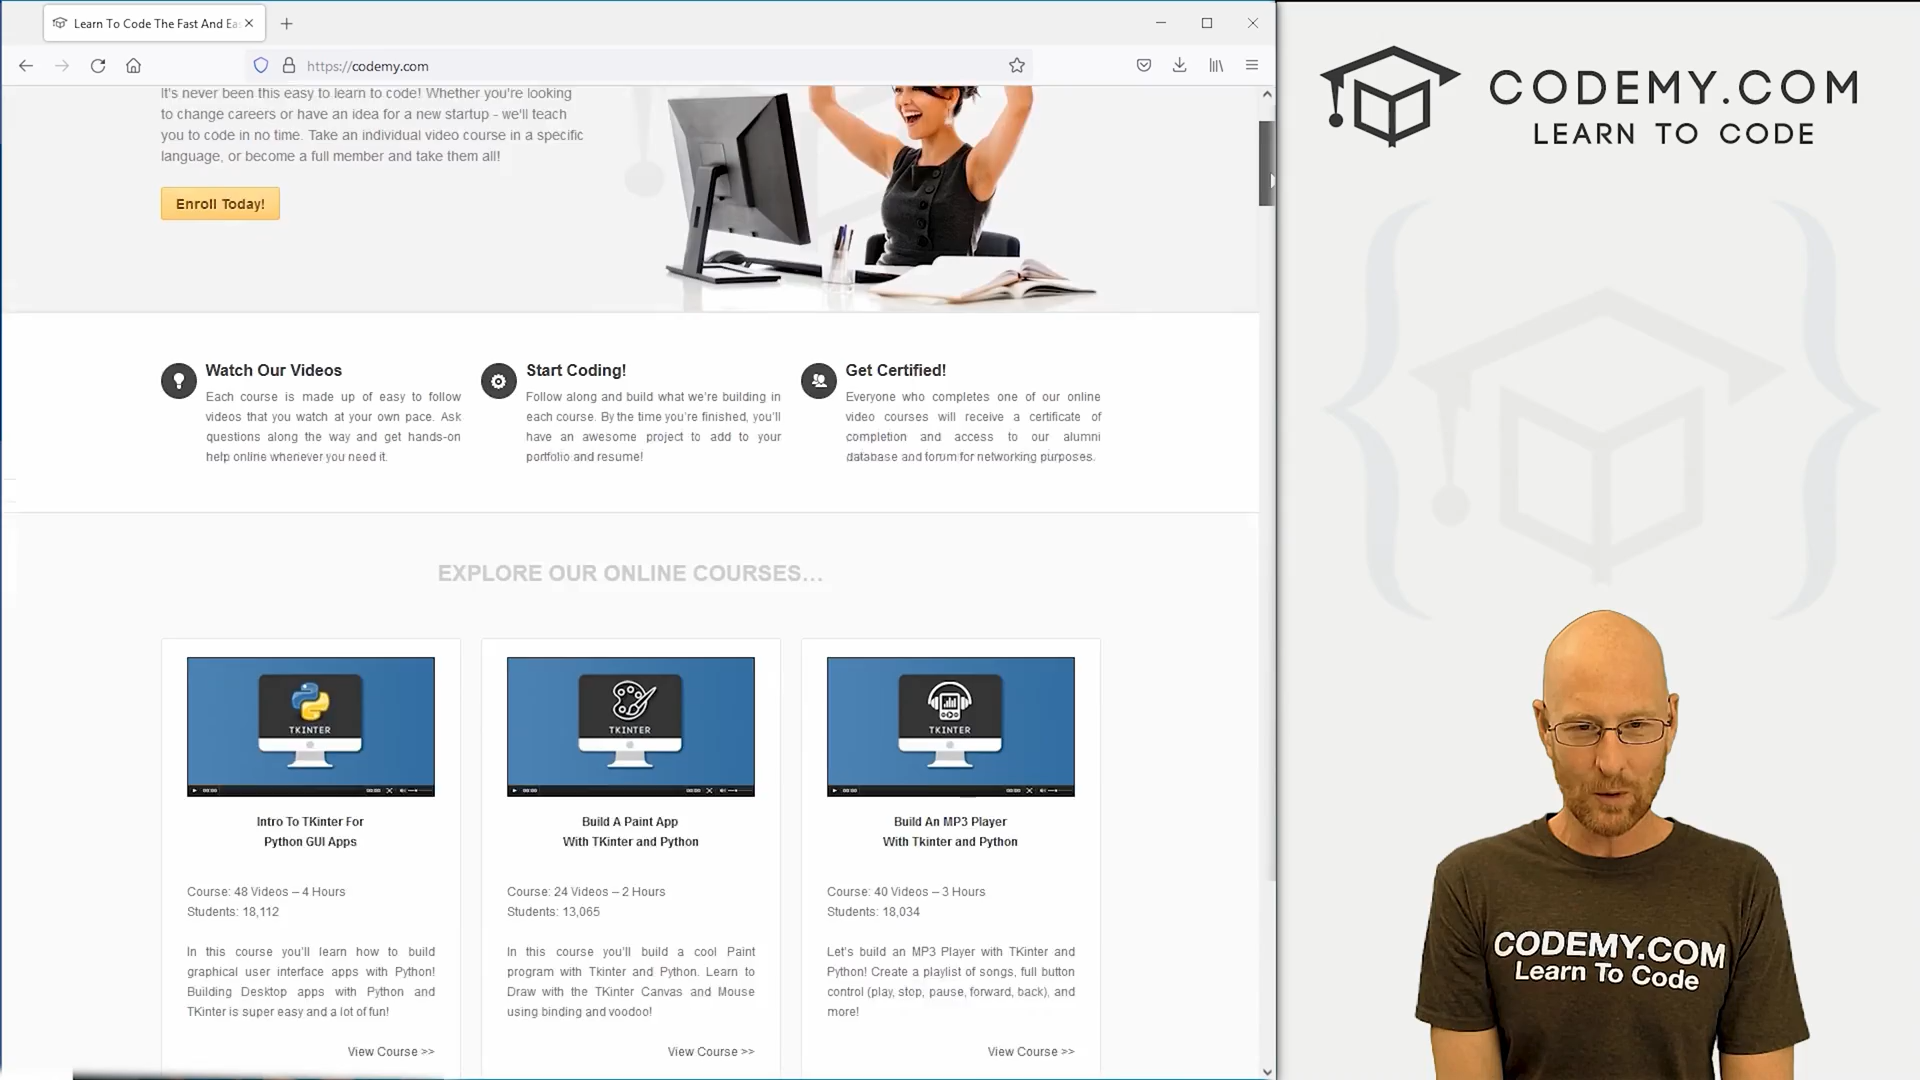 Learn To Code The Fast And Ea
https://codemy.com
CODEMY.COM
LEARN TO CODE
It's never been this easy to learn to code! Whether you're looking
to change careers or have an idea for a new startup - we'll teach
you to code in no time. Take an individual video course in a specific
language, or become a full member and take them all!
Enroll Today!
Watch Our Videos
Each course is made up of easy to follow
videos that you watch at your own pace. Ask
questions along the way and get hands-on
help online whenever you need it.
Start Coding!
Follow along and build what we're building in
each course. By the time you're finished, you'll
have an awesome project to add to your
portfolio and resume!
Get Certified!
Everyone who completes one of our online
video courses will receive a certificate of
completion and access to our alumni
database and forum for networking purposes.
EXPLORE OUR ONLINE COURSES...
TKINTER
00:00
00:00
Intro To TKinter For
Python GUI Apps
Course: 48 Videos – 4 Hours
Students: 18,112
In this course you'll learn how to build
graphical user interface apps with Python!
Building Desktop apps with Python and
TKinter is super easy and a lot of fun!
View Course >>
TKINTER
00:00
00:00
Build A Paint App
With TKinter and Python
Course: 24 Videos – 2 Hours
Students: 13,065
In this course you'll build a cool Paint
program with Tkinter and Python. Learn to
Draw with the TKinter Canvas and Mouse
using binding and voodoo!
View Course >>
TKINTER
00:00
00:00
Build An MP3 Player
With Tkinter and Python
Course: 40 Videos – 3 Hours
Students: 18,034
Let's build an MP3 Player with TKinter and
Python! Create a playlist of songs, full button
control (play, stop, pause, forward, back), and
more!
View Course >>
CODEMY.COM
Learn To Code